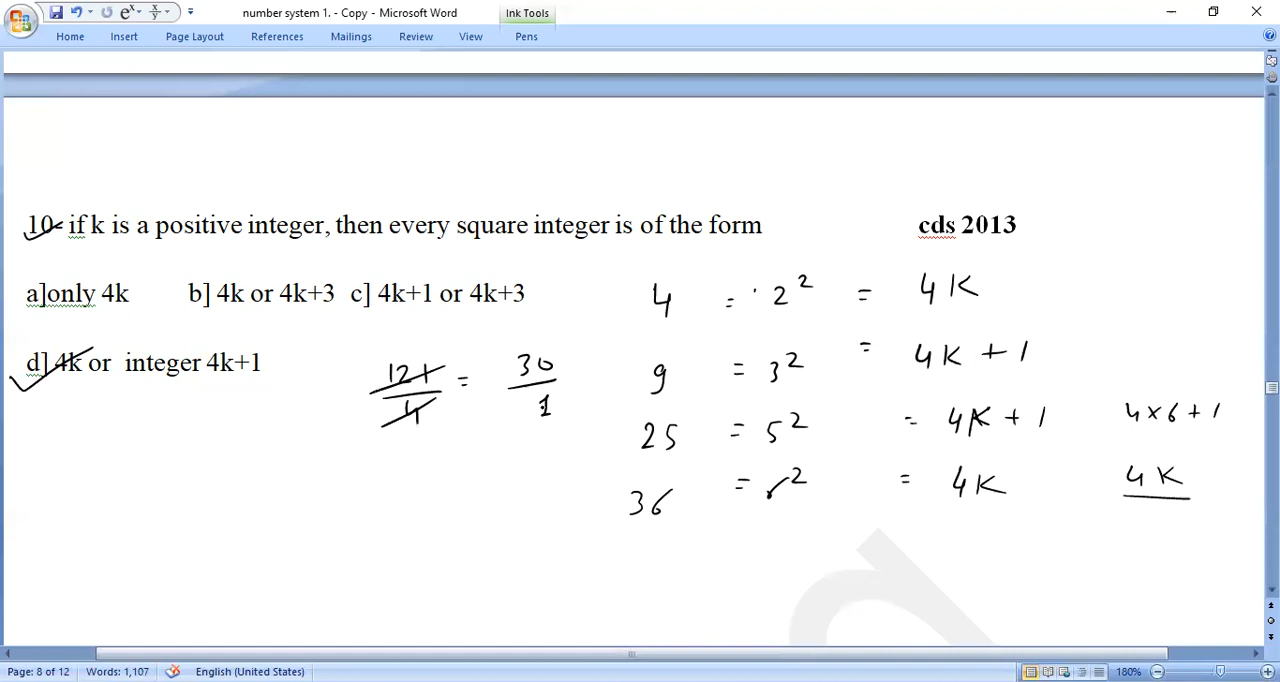 number system 1. - Copy - Microsoft Word
Ink Tools
Home Insert Page Layout References Mailings Review View Pens
10- if k is a positive integer, then every square integer is of the form cds 2013
a]only 4k b] 4k or 4k+3 c] 4k+1 or 4k+3
4 = 2² = 4K
d] 4k or integer 4k+1
121/4 = 30/1
9 = 3² = 4K + 1
25 = 5² = 4K + 1 4×6+1
36 = ² = 4K 4K
Page: 8 of 12 Words: 1,107 English (United States) 180%